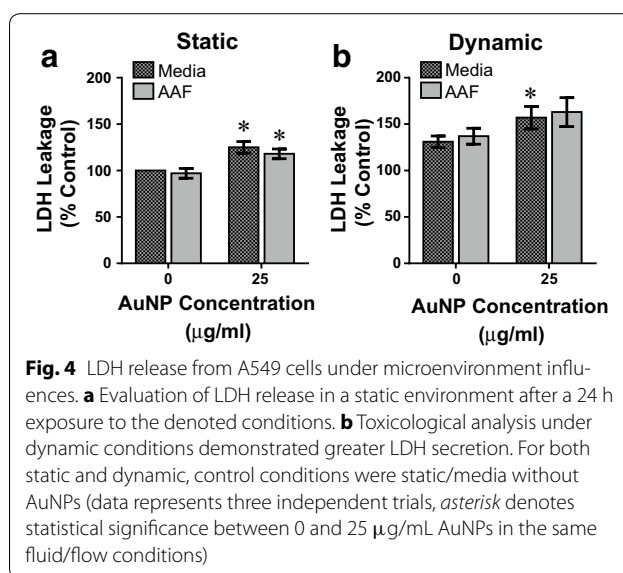 a Static
Media
AAF
LDH Leakage
(% Control)
200
150
100
50
0
* *
0 25
AuNP Concentration
(μg/ml)
b Dynamic
Media
AAF
LDH Leakage
(% Control)
200
150
100
50
0
*
0 25
AuNP Concentration
(μg/ml)
Fig. 4 LDH release from A549 cells under microenvironment influ-
ences. a Evaluation of LDH release in a static environment after a 24 h
exposure to the denoted conditions. b Toxicological analysis under
dynamic conditions demonstrated greater LDH secretion. For both
static and dynamic, control conditions were static/media without
AuNPs (data represents three independent trials, asterisk denotes
statistical significance between 0 and 25 μg/mL AuNPs in the same
fluid/flow conditions)